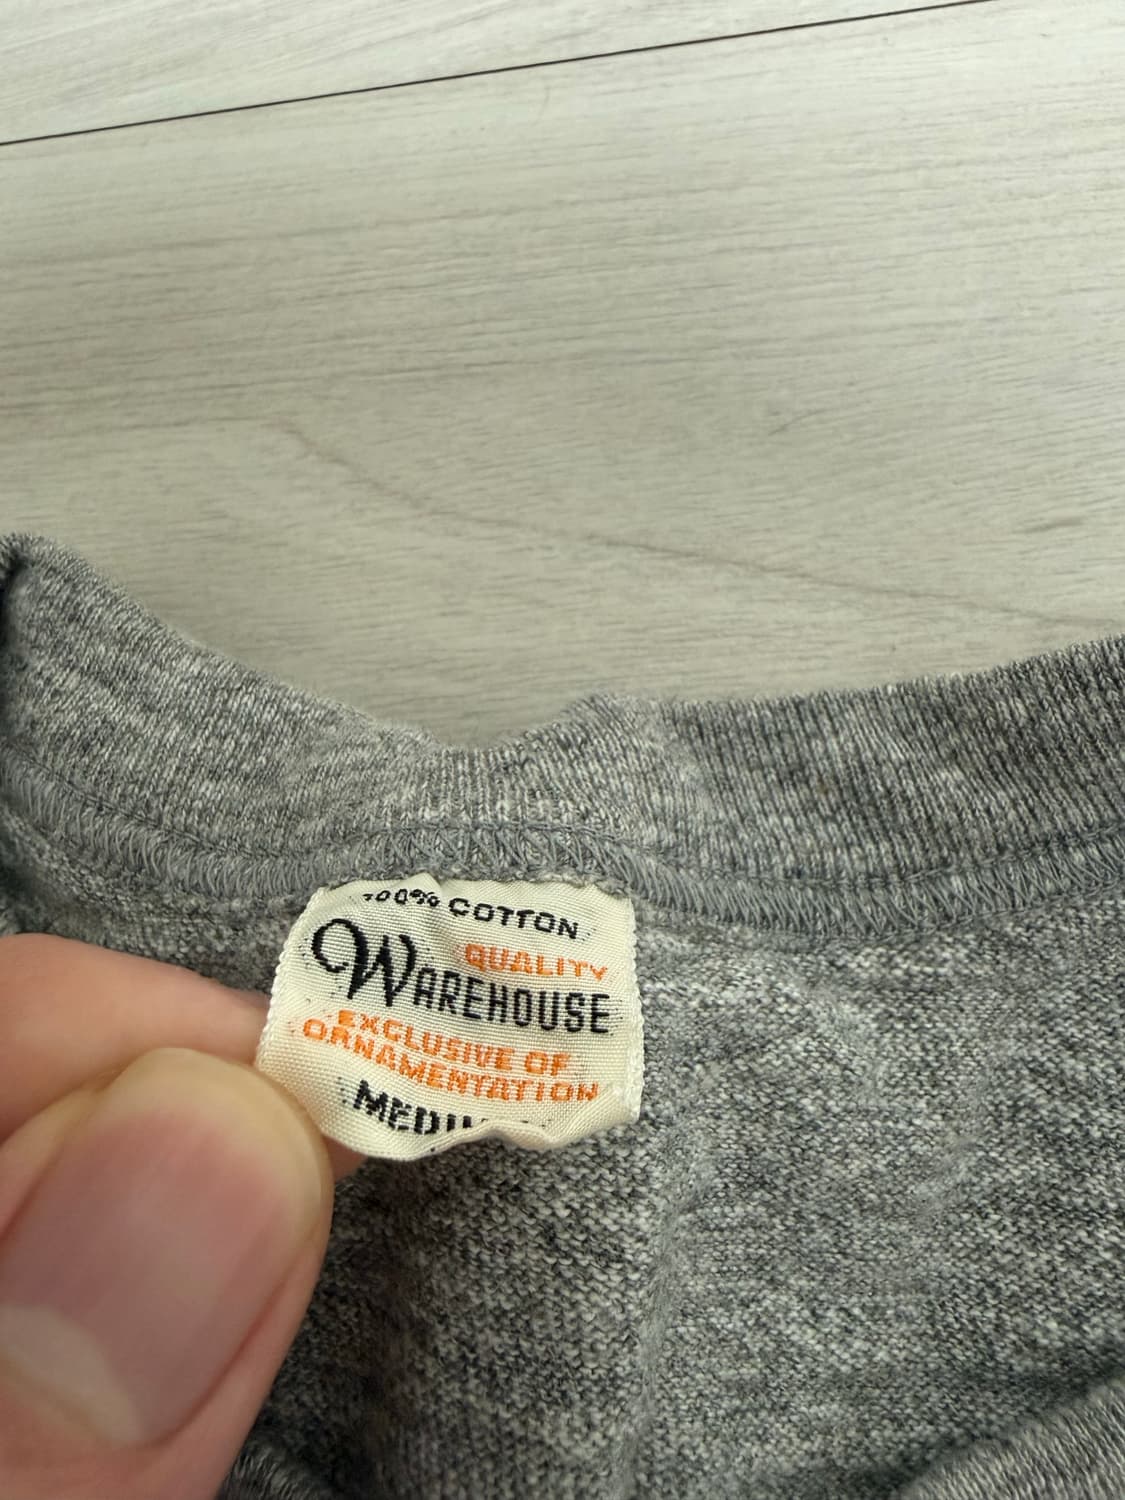 100% COTTON
QUALITY
WAREHOUSE
EXCLUSIVE OF
ORNAMENTATION